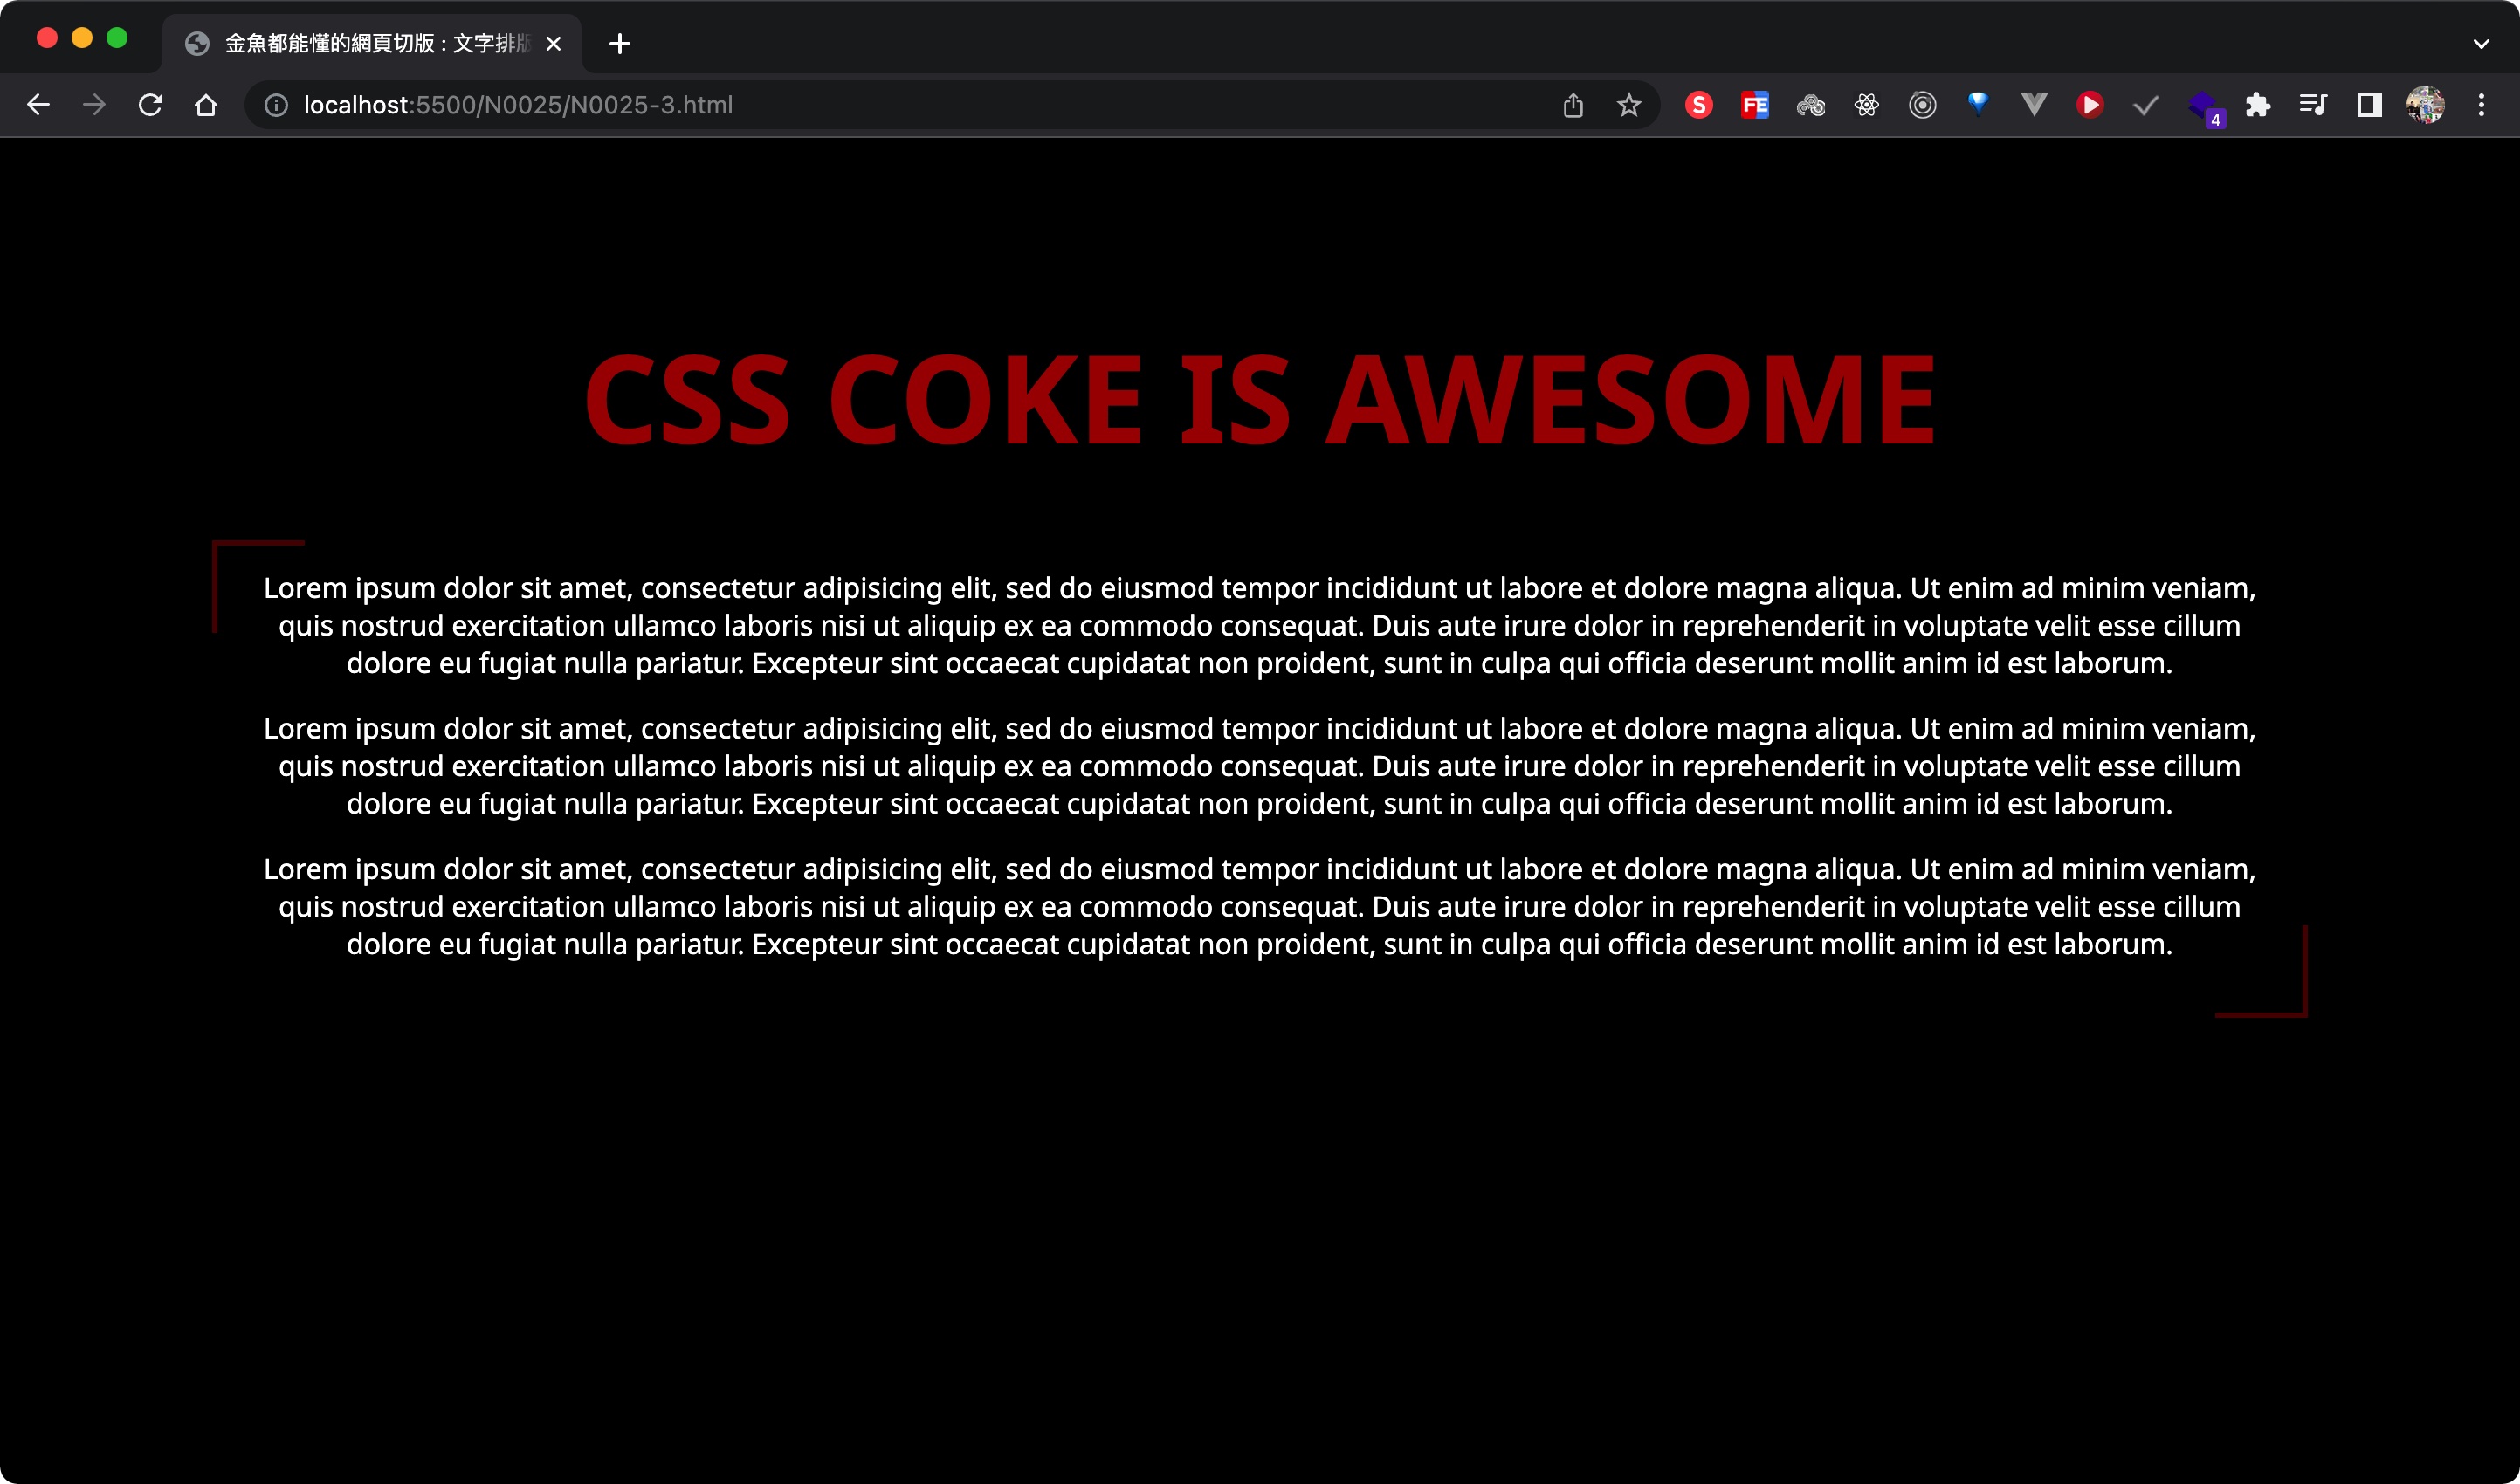 金魚都能懂的網頁切版 : 文字排版
localhost:5500/N0025/N0025-3.html
S
FE
4
CSS COKE IS AWESOME
Lorem ipsum dolor sit amet, consectetur adipisicing elit, sed do eiusmod tempor incididunt ut labore et dolore magna aliqua. Ut enim ad minim veniam,
quis nostrud exercitation ullamco laboris nisi ut aliquip ex ea commodo consequat. Duis aute irure dolor in reprehenderit in voluptate velit esse cillum
dolore eu fugiat nulla pariatur. Excepteur sint occaecat cupidatat non proident, sunt in culpa qui officia deserunt mollit anim id est laborum.
Lorem ipsum dolor sit amet, consectetur adipisicing elit, sed do eiusmod tempor incididunt ut labore et dolore magna aliqua. Ut enim ad minim veniam,
quis nostrud exercitation ullamco laboris nisi ut aliquip ex ea commodo consequat. Duis aute irure dolor in reprehenderit in voluptate velit esse cillum
dolore eu fugiat nulla pariatur. Excepteur sint occaecat cupidatat non proident, sunt in culpa qui officia deserunt mollit anim id est laborum.
Lorem ipsum dolor sit amet, consectetur adipisicing elit, sed do eiusmod tempor incididunt ut labore et dolore magna aliqua. Ut enim ad minim veniam,
quis nostrud exercitation ullamco laboris nisi ut aliquip ex ea commodo consequat. Duis aute irure dolor in reprehenderit in voluptate velit esse cillum
dolore eu fugiat nulla pariatur. Excepteur sint occaecat cupidatat non proident, sunt in culpa qui officia deserunt mollit anim id est laborum.